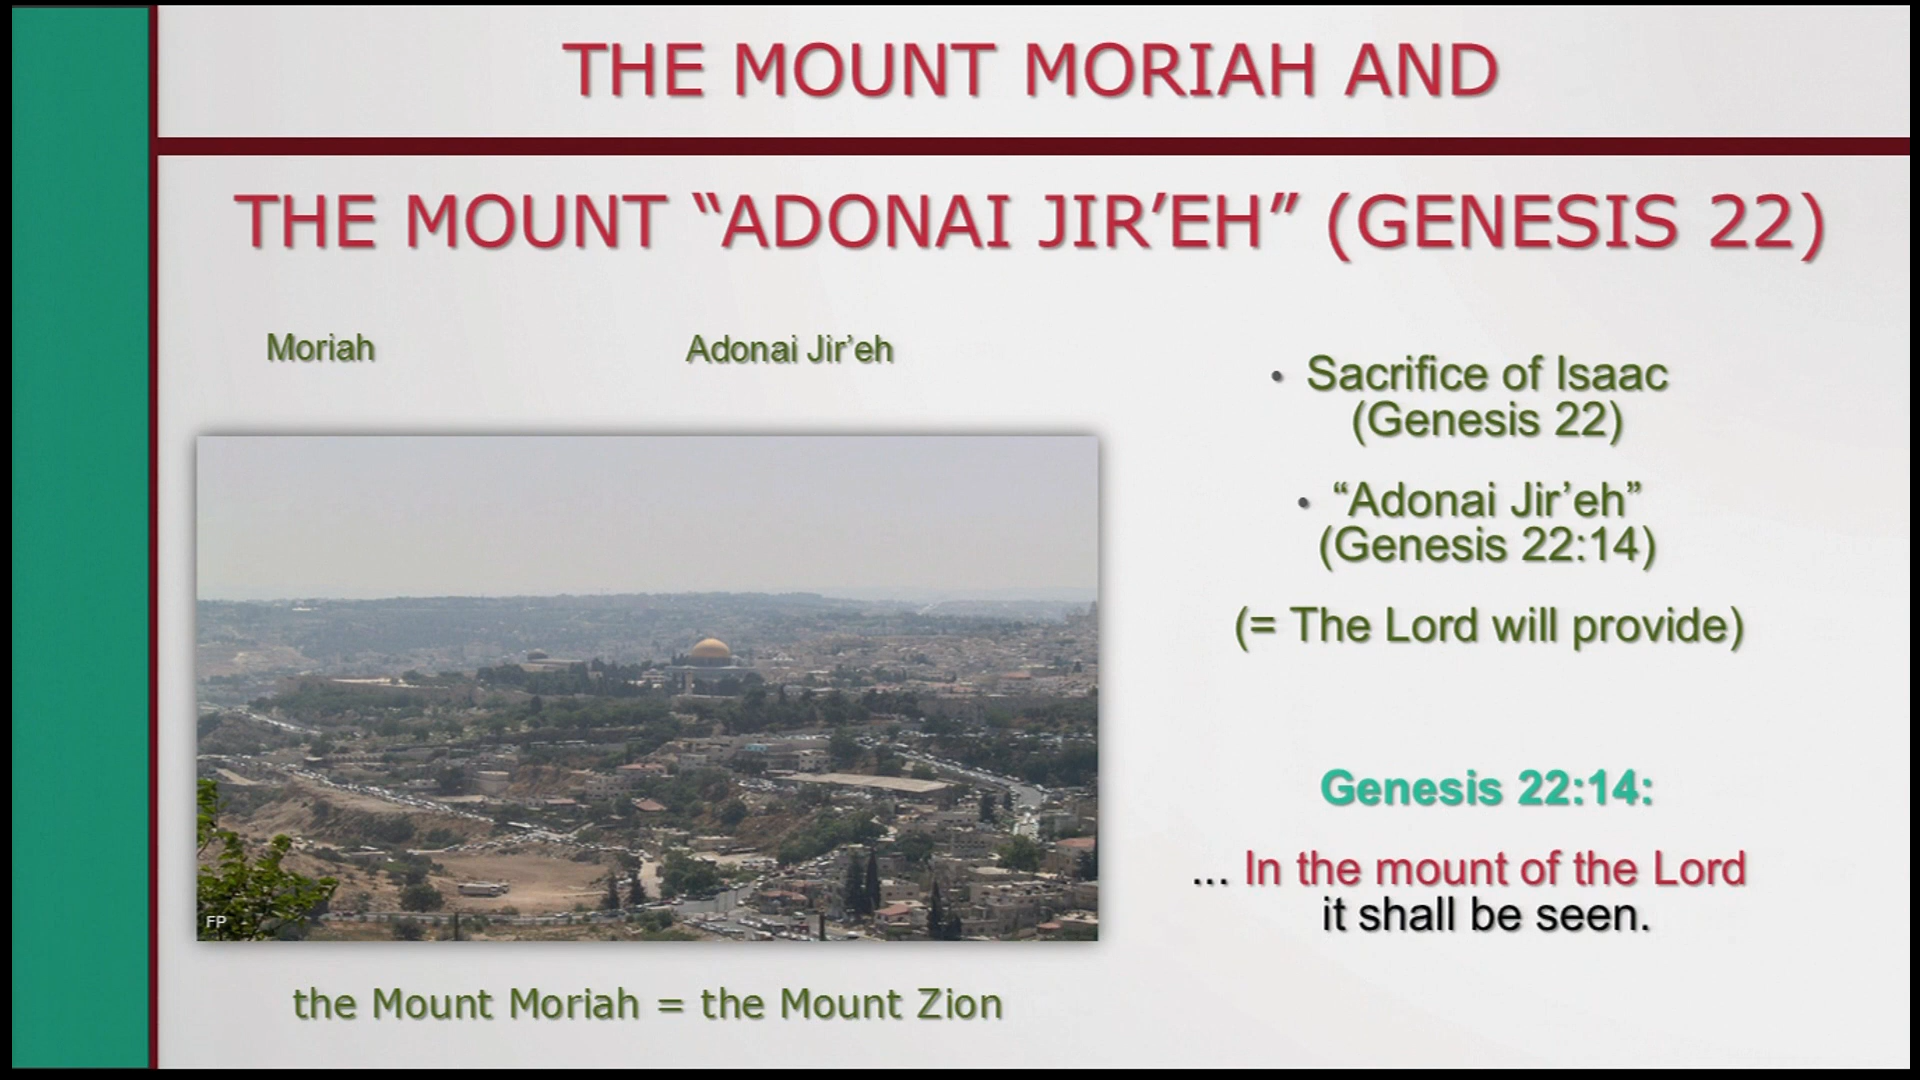 THE MOUNT MORIAH AND
THE MOUNT “ADONAI JIR’EH” (GENESIS 22)
Moriah
Adonai Jir’eh
• Sacrifice of Isaac
(Genesis 22)
• “Adonai Jir’eh”
(Genesis 22:14)
(= The Lord will provide)
Genesis 22:14:
... In the mount of the Lord
it shall be seen.
FP
the Mount Moriah = the Mount Zion